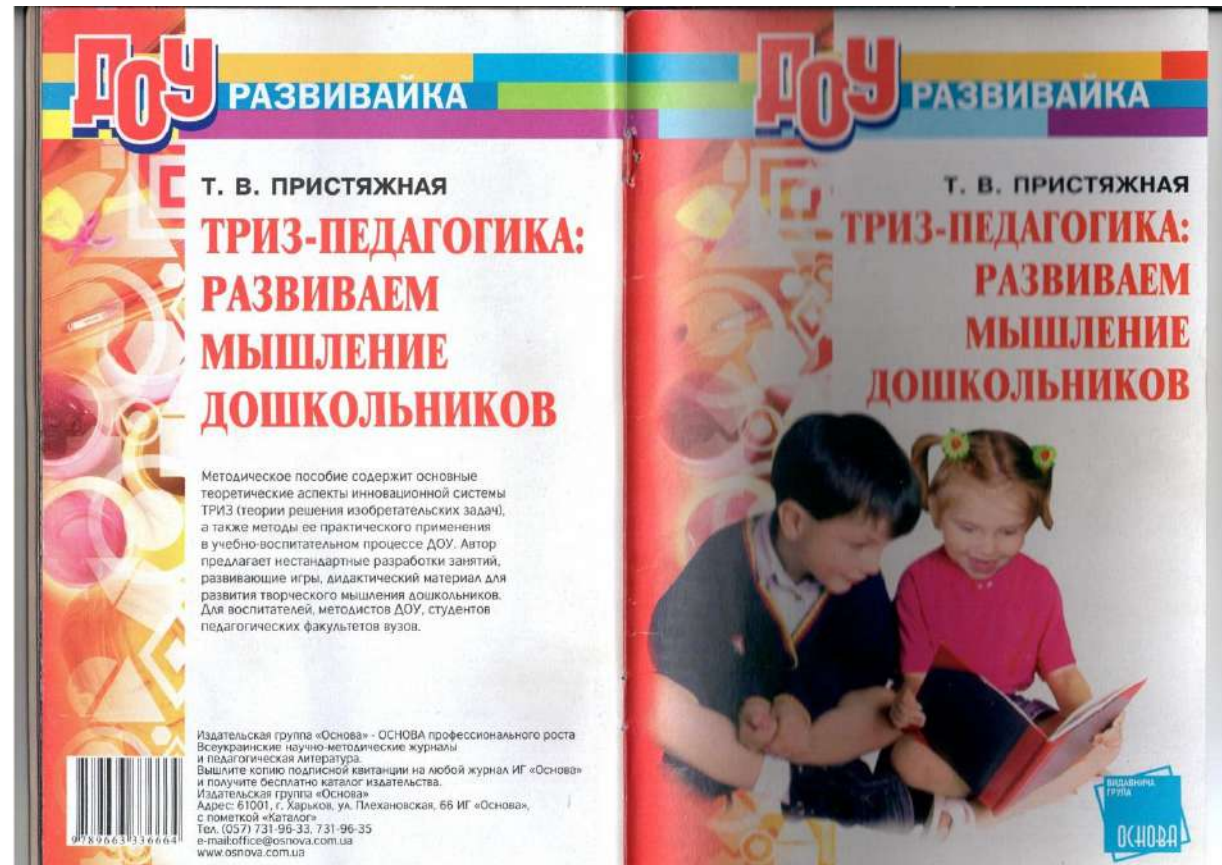 ДОУ РАЗВИВАЙКА
Т. В. ПРИСТЯЖНАЯ
ТРИЗ-ПЕДАГОГИКА:
РАЗВИВАЕМ
МЫШЛЕНИЕ
ДОШКОЛЬНИКОВ
Методическое пособие содержит основные
теоретические аспекты инновационной системы
ТРИЗ (теории решения изобретательских задач),
а также методы ее практического применения
в учебно-воспитательном процессе ДОУ. Автор
предлагает нестандартные разработки занятий,
развивающие игры, дидактический материал для
развития творческого мышления дошкольников.
Для воспитателей, методистов ДОУ, студентов
педагогических факультетов вузов.
Издательская группа «Основа» - ОСНОВА профессионального роста
Всеукраинские научно-методические журналы
и педагогическая литература.
Вышлите копию подписной квитанции на любой журнал ИГ «Основа»
и получите бесплатно каталог издательства.
Издательская группа «Основа»
Адрес: 61001, г. Харьков, ул. Плехановская, 66 ИГ «Основа»,
с пометкой «Каталог»
Тел. (057) 731-96-33, 731-96-35
e-mail:office@osnova.com.ua
www.osnova.com.ua
9 789663 336664
ДОУ РАЗВИВАЙКА
Т. В. ПРИСТЯЖНАЯ
ТРИЗ-ПЕДАГОГИКА:
РАЗВИВАЕМ
МЫШЛЕНИЕ
ДОШКОЛЬНИКОВ
ВИДАВНИЧА
ГРУПА
ОСНОВА